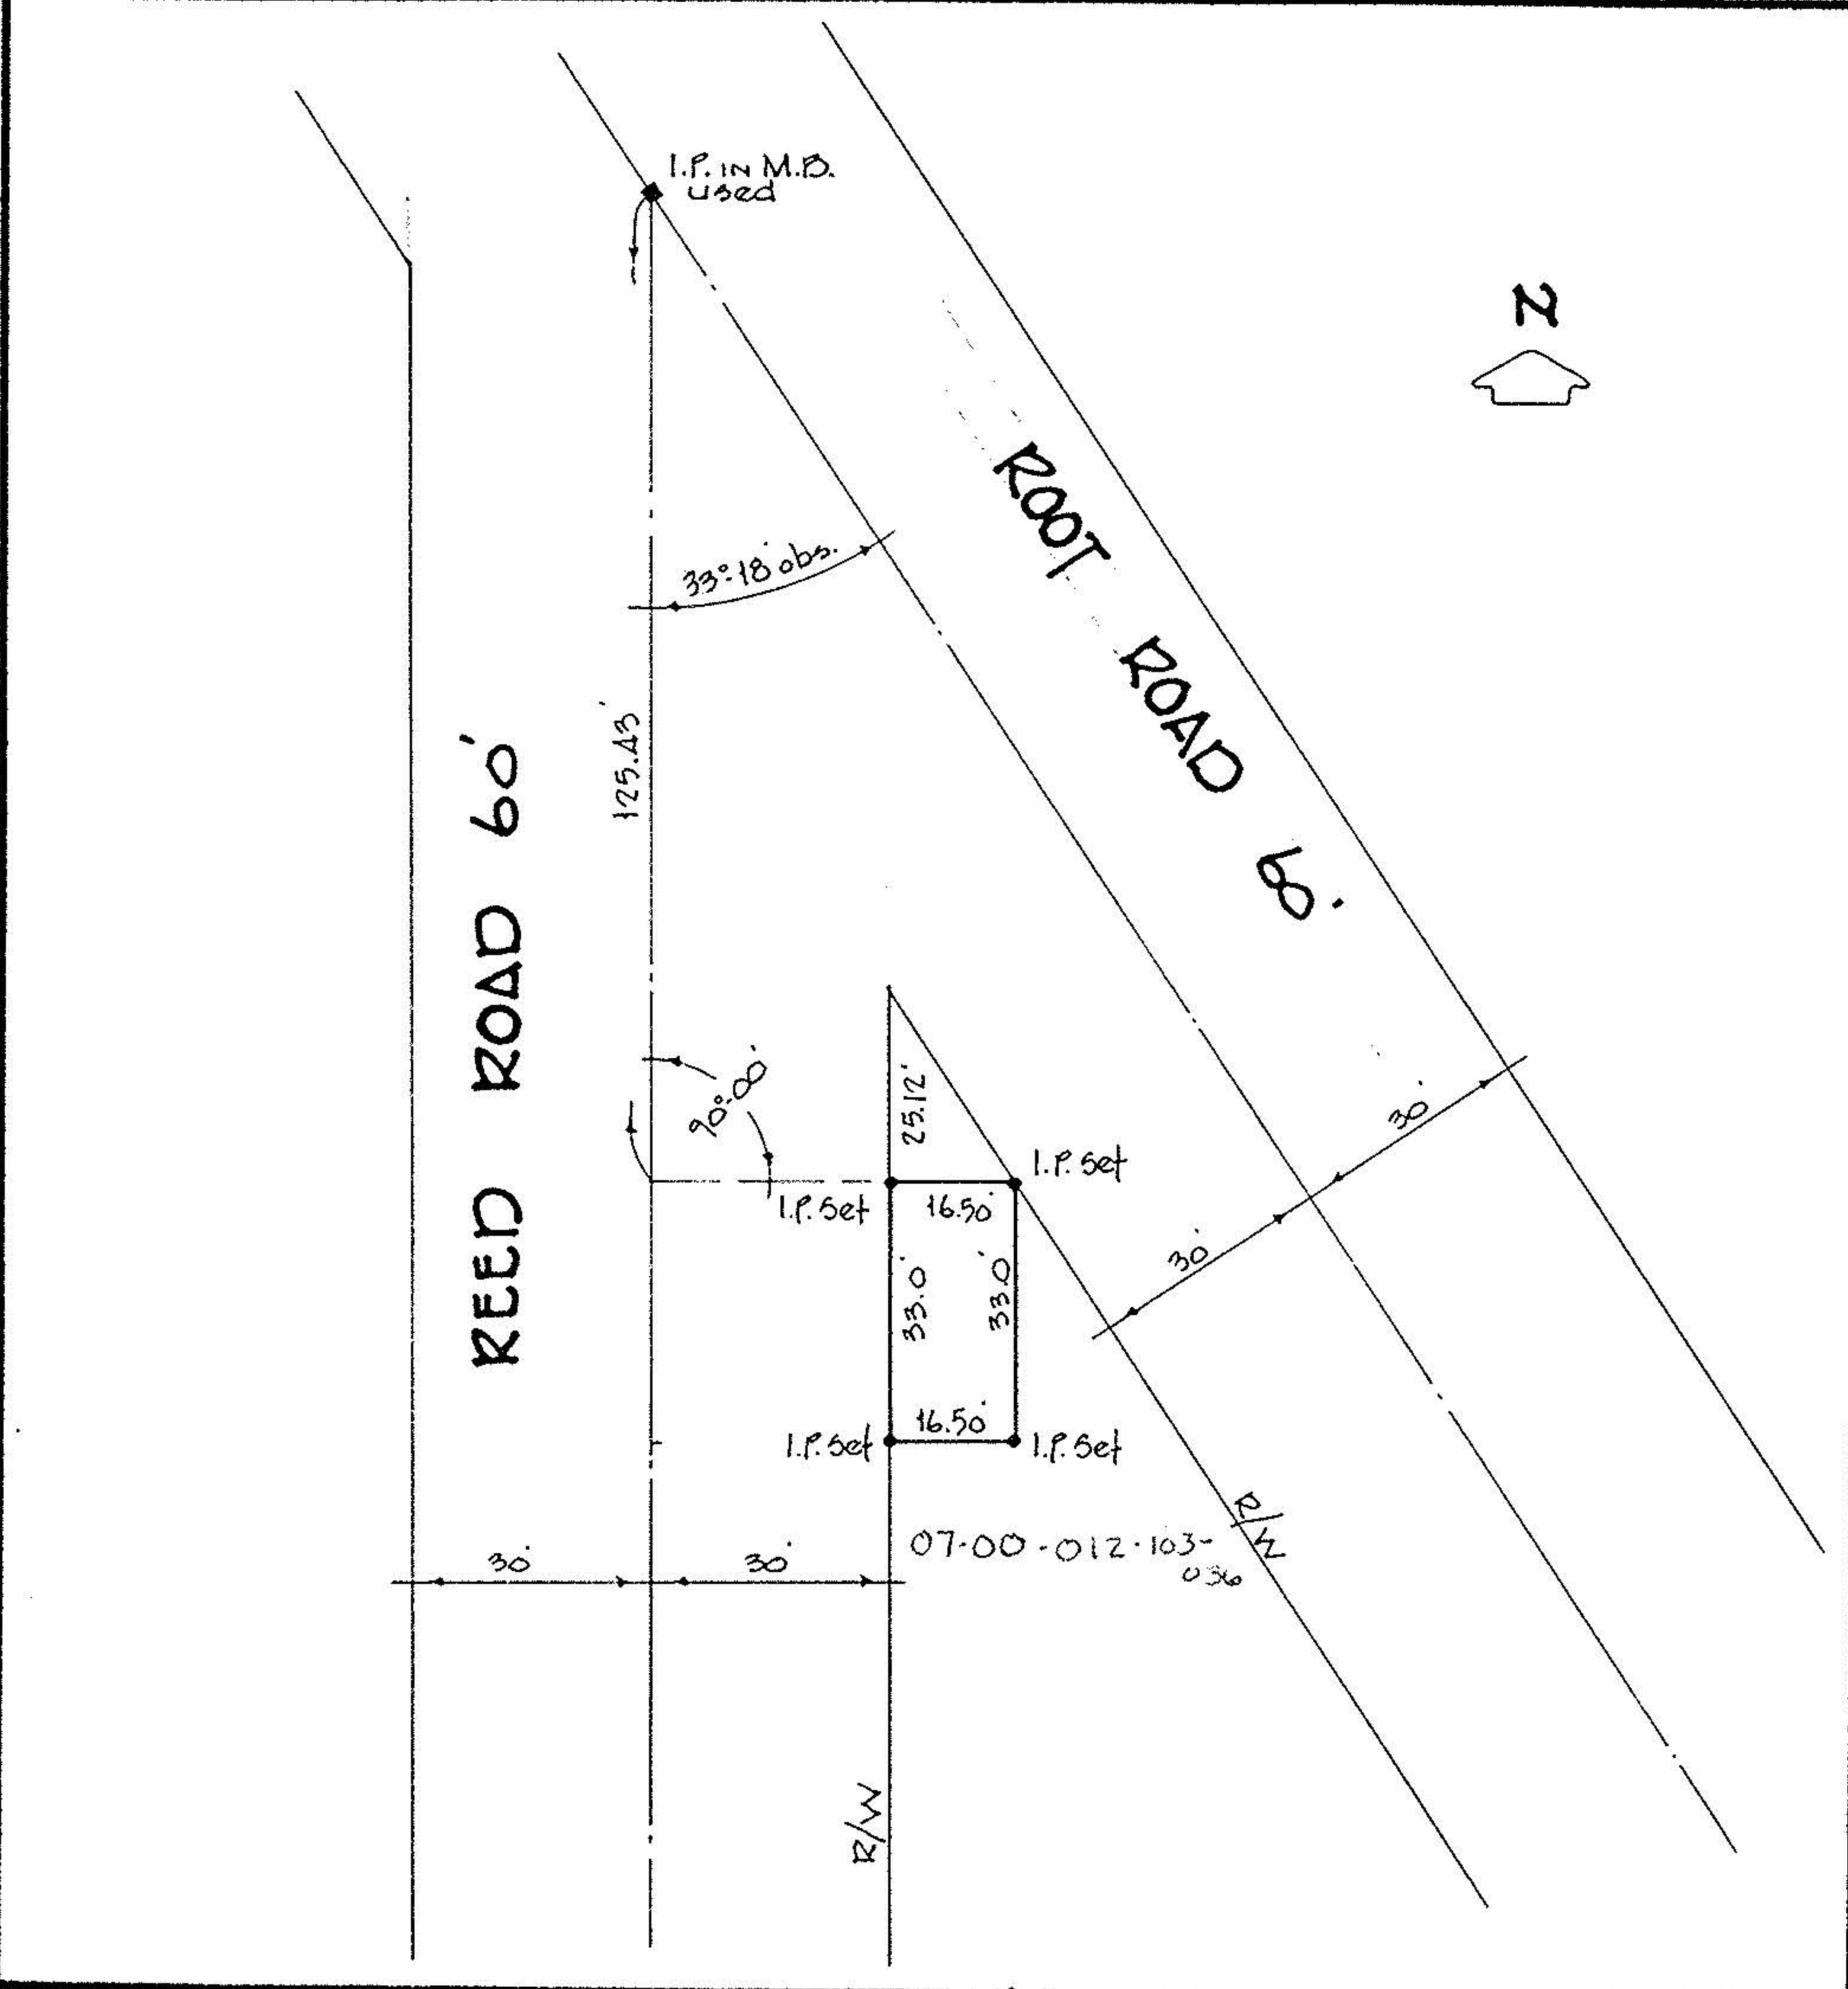 I.P. IN M.B.
used
N
33°-18' obs.
ROOT ROAD 60'
125.43'
REED ROAD 60'
90°-00'
25.12'
30'
I.P. Set
I.P. Set
16.50'
30'
33.0'
33.0'
16.50'
I.P. Set
I.P. Set
R/W
07-00-012-103-
036
30'
30'
R/W